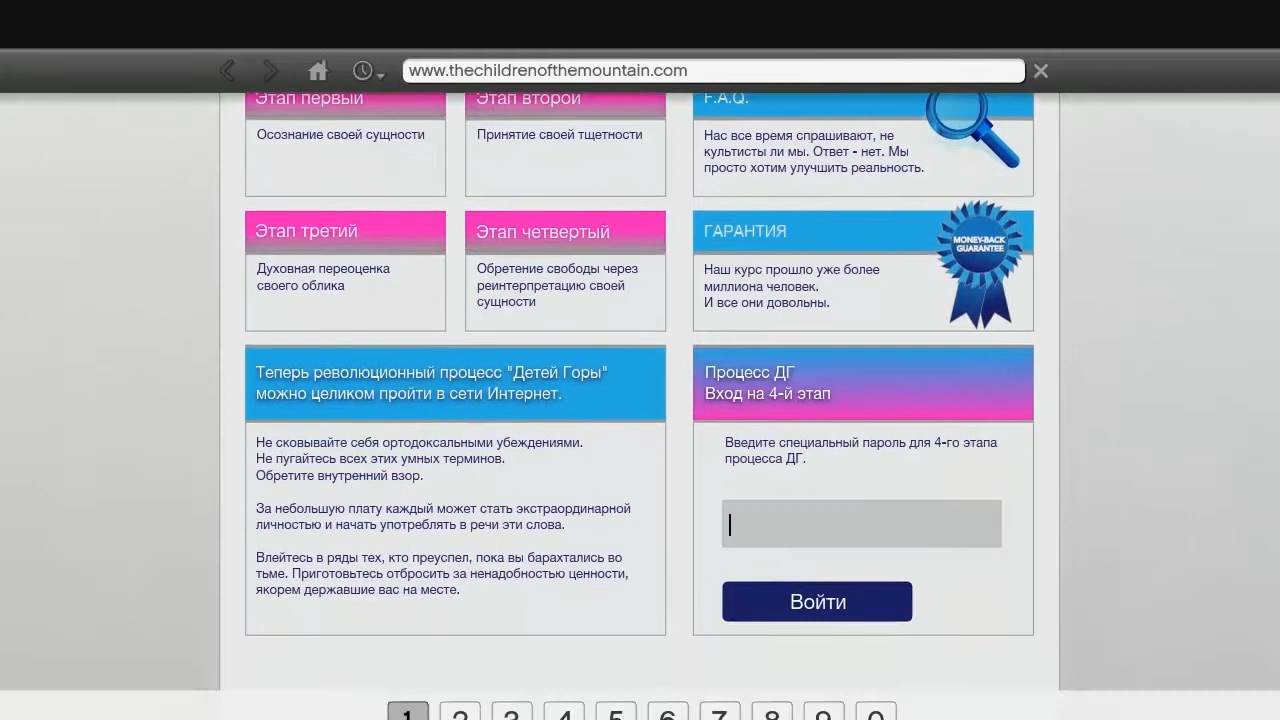 www.thechildrenofthemountain.com
Этап первый
Осознание своей сущности
Этап второй
Принятие своей тщетности
F.A.Q.
Нас все время спрашивают, не
культисты ли мы. Ответ - нет. Мы
просто хотим улучшить реальность.
Этап третий
Духовная переоценка
своего облика
Этап четвертый
Обретение свободы через
реинтерпретацию своей
сущности
ГАРАНТИЯ
MONEY-BACK
GUARANTEE
Наш курс прошло уже более
миллиона человек.
И все они довольны.
Теперь революционный процесс "Детей Горы"
можно целиком пройти в сети Интернет.
Не сковывайте себя ортодоксальными убеждениями.
Не пугайтесь всех этих умных терминов.
Обретите внутренний взор.
За небольшую плату каждый может стать экстраординарной
личностью и начать употреблять в речи эти слова.
Влейтесь в ряды тех, кто преуспел, пока вы барахтались во
тьме. Приготовьтесь отбросить за ненадобностью ценности,
якорем державшие вас на месте.
Процесс ДГ
Вход на 4-й этап
Введите специальный пароль для 4-го этапа
процесса ДГ.
Войти
1 2 3 4 5 6 7 8 9 0